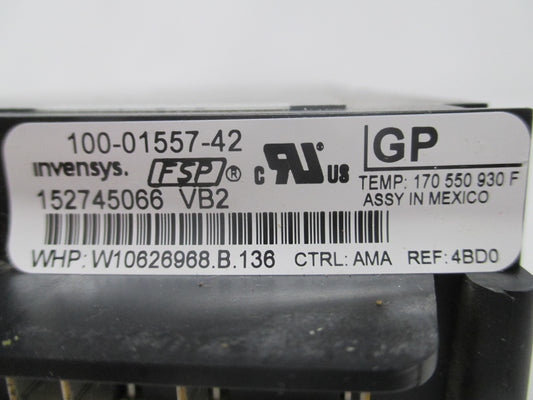 100-01557-42
invensys. FSP®
c UL US
152745066 VB2
WHP: W10626968.B.136 CTRL: AMA REF: 4BD0
GP
TEMP: 170 550 930 F
ASSY IN MEXICO